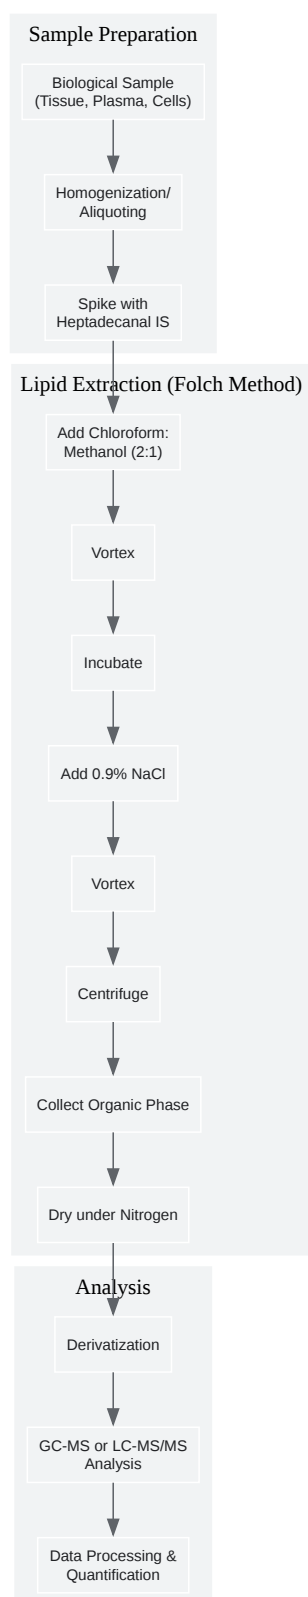 Sample Preparation
Biological Sample
(Tissue, Plasma, Cells)
Homogenization/
Aliquoting
Spike with
Heptadecanal IS
Lipid Extraction (Folch Method)
Add Chloroform:
Methanol (2:1)
Vortex
Incubate
Add 0.9% NaCl
Vortex
Centrifuge
Collect Organic Phase
Dry under Nitrogen
Analysis
Derivatization
GC-MS or LC-MS/MS
Analysis
Data Processing &
Quantification